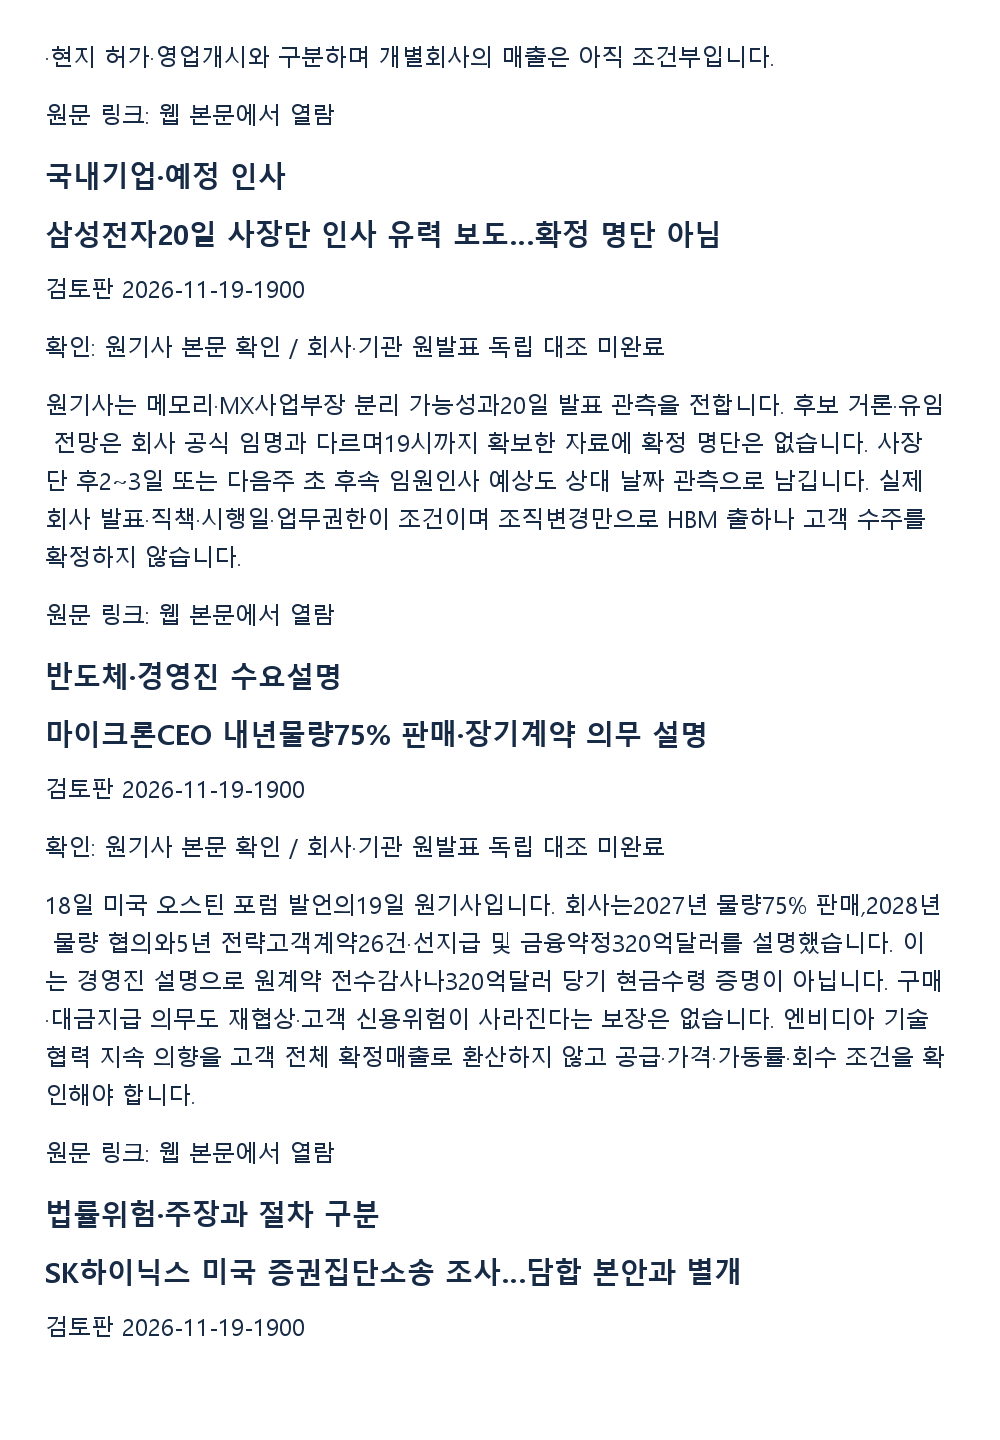 ·현지 허가·영업개시와 구분하며 개별회사의 매출은 아직 조건부입니다.
원문 링크: 웹 본문에서 열람
국내기업·예정 인사
삼성전자20일 사장단 인사 유력 보도...확정 명단 아님
검토판 2026-11-19-1900
확인: 원기사 본문 확인 / 회사·기관 원발표 독립 대조 미완료
원기사는 메모리·MX사업부장 분리 가능성과20일 발표 관측을 전합니다. 후보 거론·유임
전망은 회사 공식 임명과 다르며19시까지 확보한 자료에 확정 명단은 없습니다. 사장
단 후2~3일 또는 다음주 초 후속 임원인사 예상도 상대 날짜 관측으로 남깁니다. 실제
회사 발표·직책·시행일·업무권한이 조건이며 조직변경만으로 HBM 출하나 고객 수주를
확정하지 않습니다.
원문 링크: 웹 본문에서 열람
반도체·경영진 수요설명
마이크론CEO 내년물량75% 판매·장기계약 의무 설명
검토판 2026-11-19-1900
확인: 원기사 본문 확인 / 회사·기관 원발표 독립 대조 미완료
18일 미국 오스틴 포럼 발언의19일 원기사입니다. 회사는2027년 물량75% 판매,2028년
물량 협의와5년 전략고객계약26건·선지급 및 금융약정320억달러를 설명했습니다. 이
는 경영진 설명으로 원계약 전수감사나320억달러 당기 현금수령 증명이 아닙니다. 구매
·대금지급 의무도 재협상·고객 신용위험이 사라진다는 보장은 없습니다. 엔비디아 기술
협력 지속 의향을 고객 전체 확정매출로 환산하지 않고 공급·가격·가동률·회수 조건을 확
인해야 합니다.
원문 링크: 웹 본문에서 열람
법률위험·주장과 절차 구분
SK하이닉스 미국 증권집단소송 조사...담합 본안과 별개
검토판 2026-11-19-1900